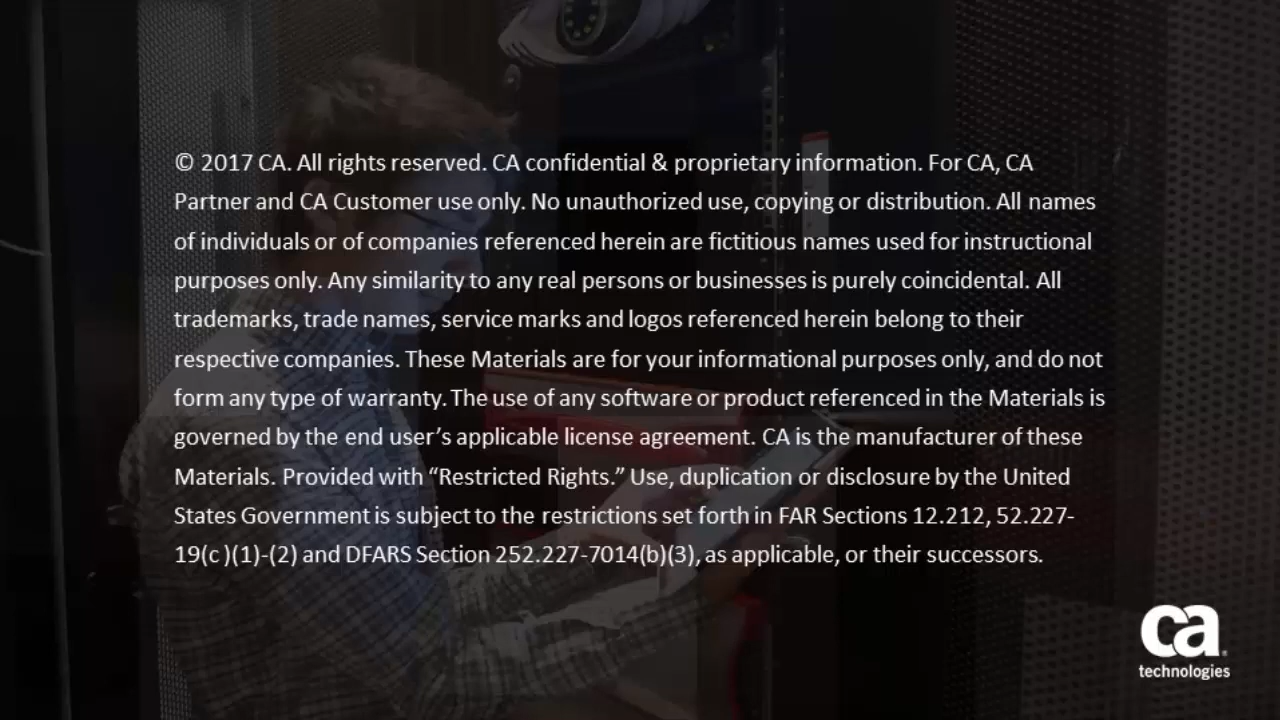 © 2017 CA. All rights reserved. CA confidential & proprietary information. For CA, CA
Partner and CA Customer use only. No unauthorized use, copying or distribution. All names
of individuals or of companies referenced herein are fictitious names used for instructional
purposes only. Any similarity to any real persons or businesses is purely coincidental. All
trademarks, trade names, service marks and logos referenced herein belong to their
respective companies. These Materials are for your informational purposes only, and do not
form any type of warranty. The use of any software or product referenced in the Materials is
governed by the end user’s applicable license agreement. CA is the manufacturer of these
Materials. Provided with “Restricted Rights.” Use, duplication or disclosure by the United
States Government is subject to the restrictions set forth in FAR Sections 12.212, 52.227-
19(c )(1)-(2) and DFARS Section 252.227-7014(b)(3), as applicable, or their successors.
ca
technologies